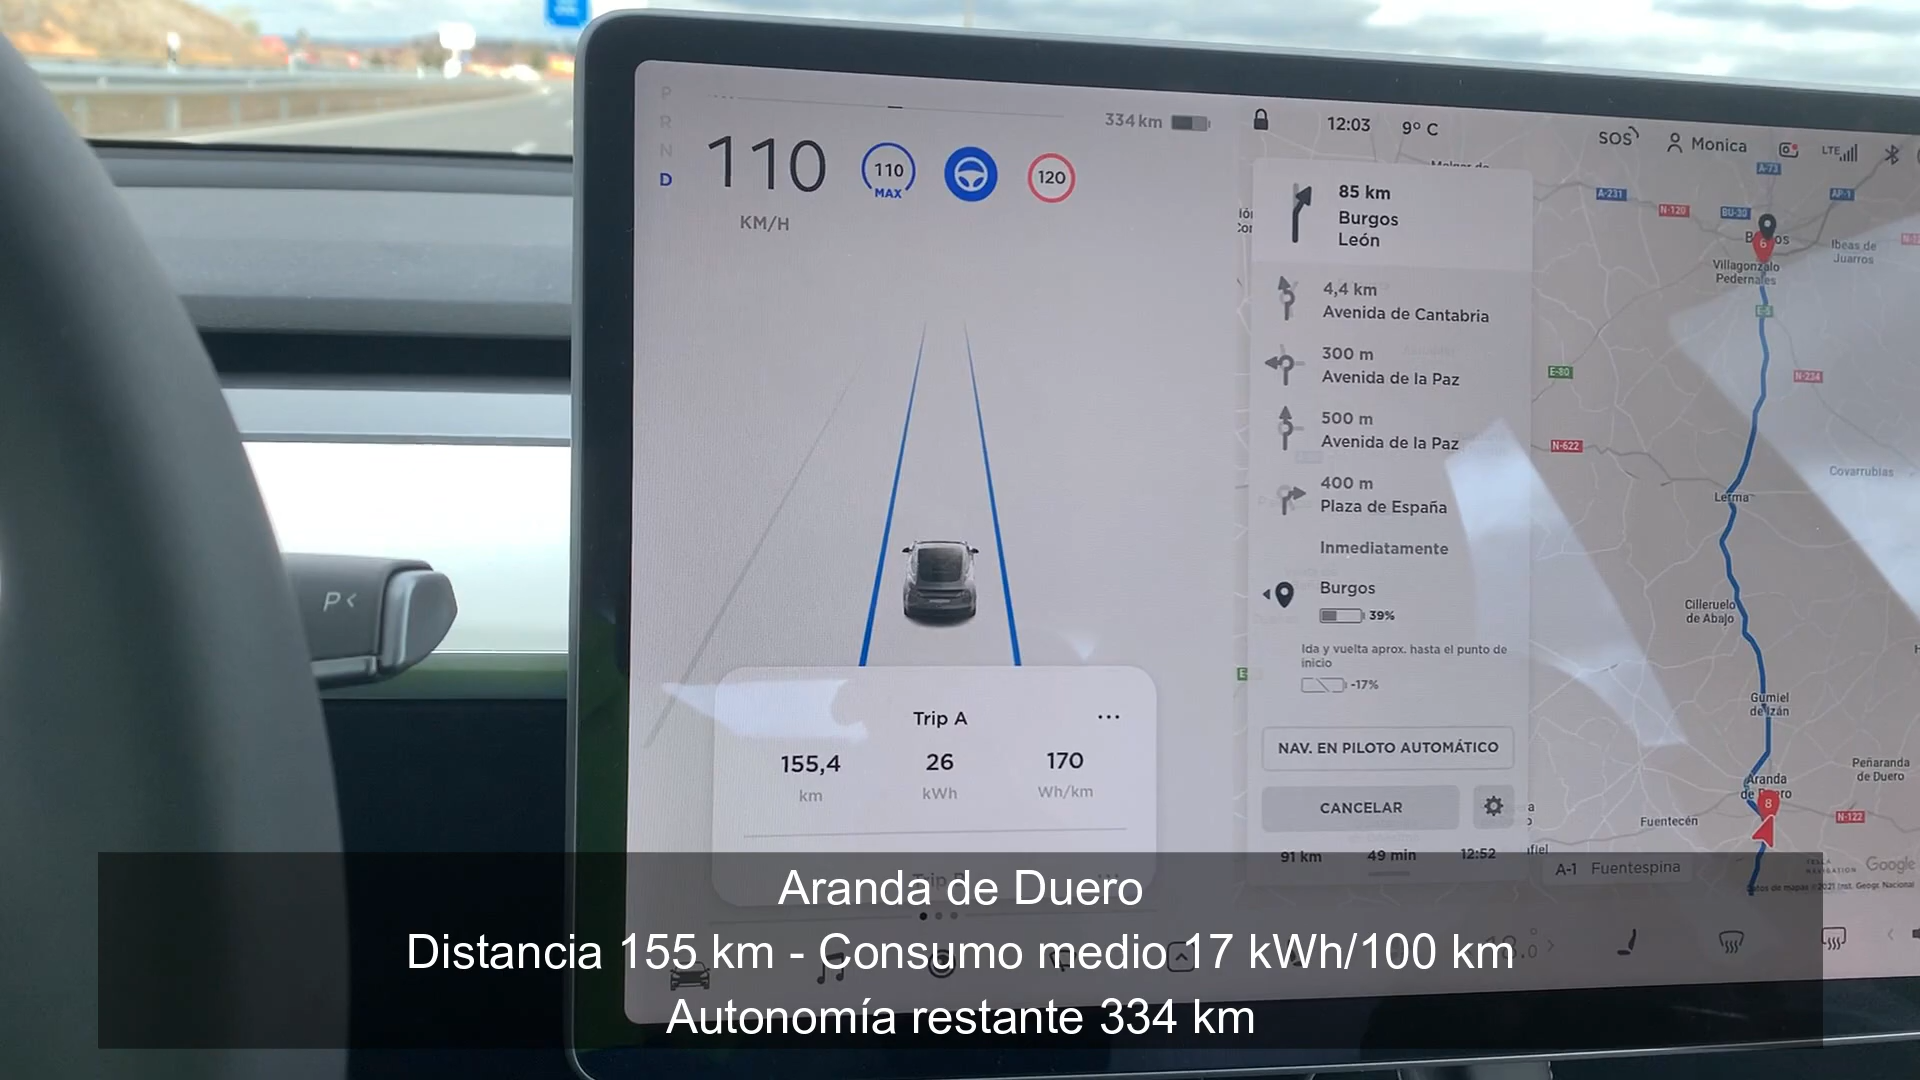 P
R
N
D
110
KM/H
110
MAX
120
334 km
12:03
9° C
SOS
Monica
LTE
85 km
Burgos
León
4,4 km
Avenida de Cantabria
300 m
Avenida de la Paz
500 m
Avenida de la Paz
400 m
Plaza de España
Inmediatamente
Burgos
39%
Ida y vuelta aprox. hasta el punto de
inicio
-17%
NAV. EN PILOTO AUTOMÁTICO
CANCELAR
91 km 49 min 12:52
Trip A
155,4 26 170
km kWh Wh/km
A-73
A-231
AP-1
N-120
BU-30
6
Ibeas de
Juarros
Villagonzalo
Pedernales
E-5
E-80
N-234
N-622
Covarrubias
Lerma
Cilleruelo
de Abajo
Gumiel
de Izán
Peñaranda
de Duero
Aranda
de Duero
8
Fuentecén
N-122
A-1 Fuentespina
Google
P<
Aranda de Duero
Distancia 155 km - Consumo medio 17 kWh/100 km
Autonomía restante 334 km